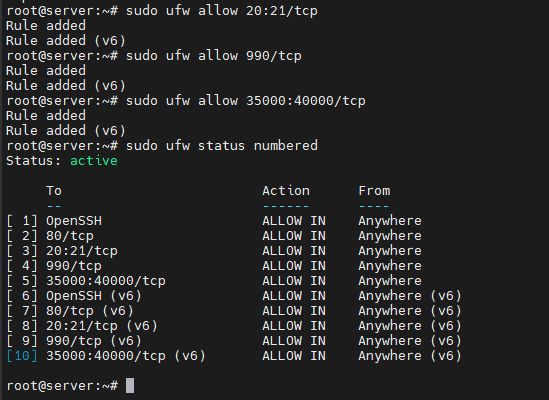 root@server:~# sudo ufw allow 20:21/tcp
Rule added
Rule added (v6)
root@server:~# sudo ufw allow 990/tcp
Rule added
Rule added (v6)
root@server:~# sudo ufw allow 35000:40000/tcp
Rule added
Rule added (v6)
root@server:~# sudo ufw status numbered
Status: active
     To                         Action      From
     --                         ------      ----
[ 1] OpenSSH                    ALLOW IN    Anywhere
[ 2] 80/tcp                     ALLOW IN    Anywhere
[ 3] 20:21/tcp                  ALLOW IN    Anywhere
[ 4] 990/tcp                    ALLOW IN    Anywhere
[ 5] 35000:40000/tcp            ALLOW IN    Anywhere
[ 6] OpenSSH (v6)               ALLOW IN    Anywhere (v6)
[ 7] 80/tcp (v6)                ALLOW IN    Anywhere (v6)
[ 8] 20:21/tcp (v6)             ALLOW IN    Anywhere (v6)
[ 9] 990/tcp (v6)               ALLOW IN    Anywhere (v6)
[10] 35000:40000/tcp (v6)       ALLOW IN    Anywhere (v6)
root@server:~#